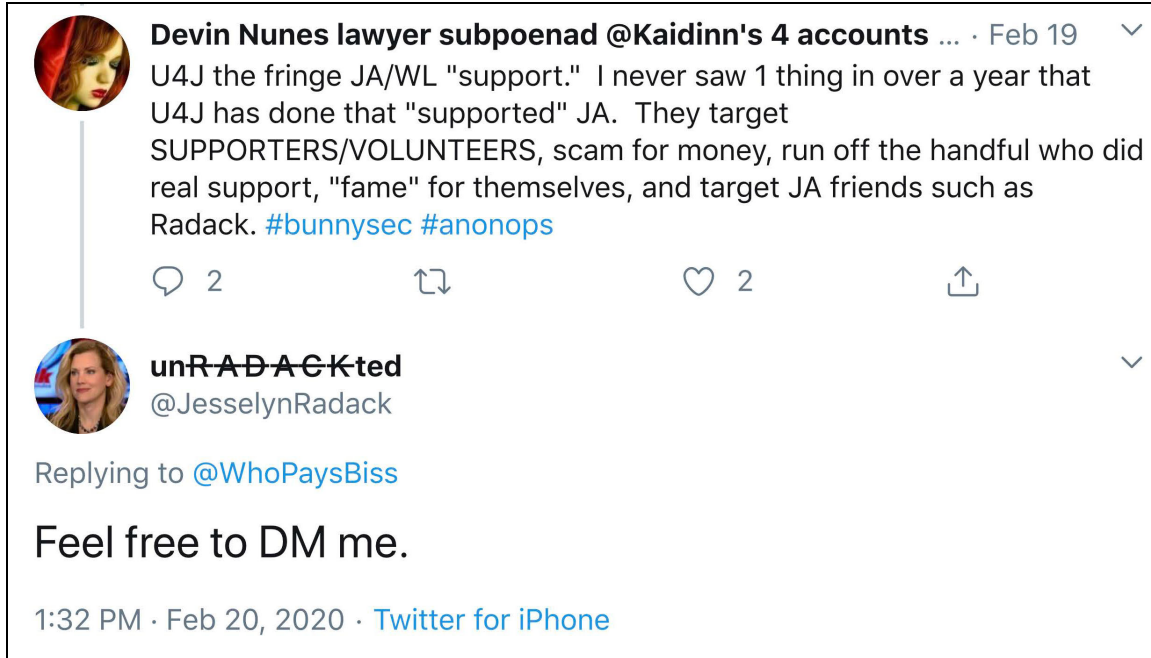 Devin Nunes lawyer subpoenad @Kaidinn's 4 accounts ... · Feb 19
U4J the fringe JA/WL "support." I never saw 1 thing in over a year that
U4J has done that "supported" JA. They target
SUPPORTERS/VOLUNTEERS, scam for money, run off the handful who did
real support, "fame" for themselves, and target JA friends such as
Radack. #bunnysec #anonops
2 2
unRADACKted
@JesselynRadack
Replying to @WhoPaysBiss
Feel free to DM me.
1:32 PM · Feb 20, 2020 · Twitter for iPhone